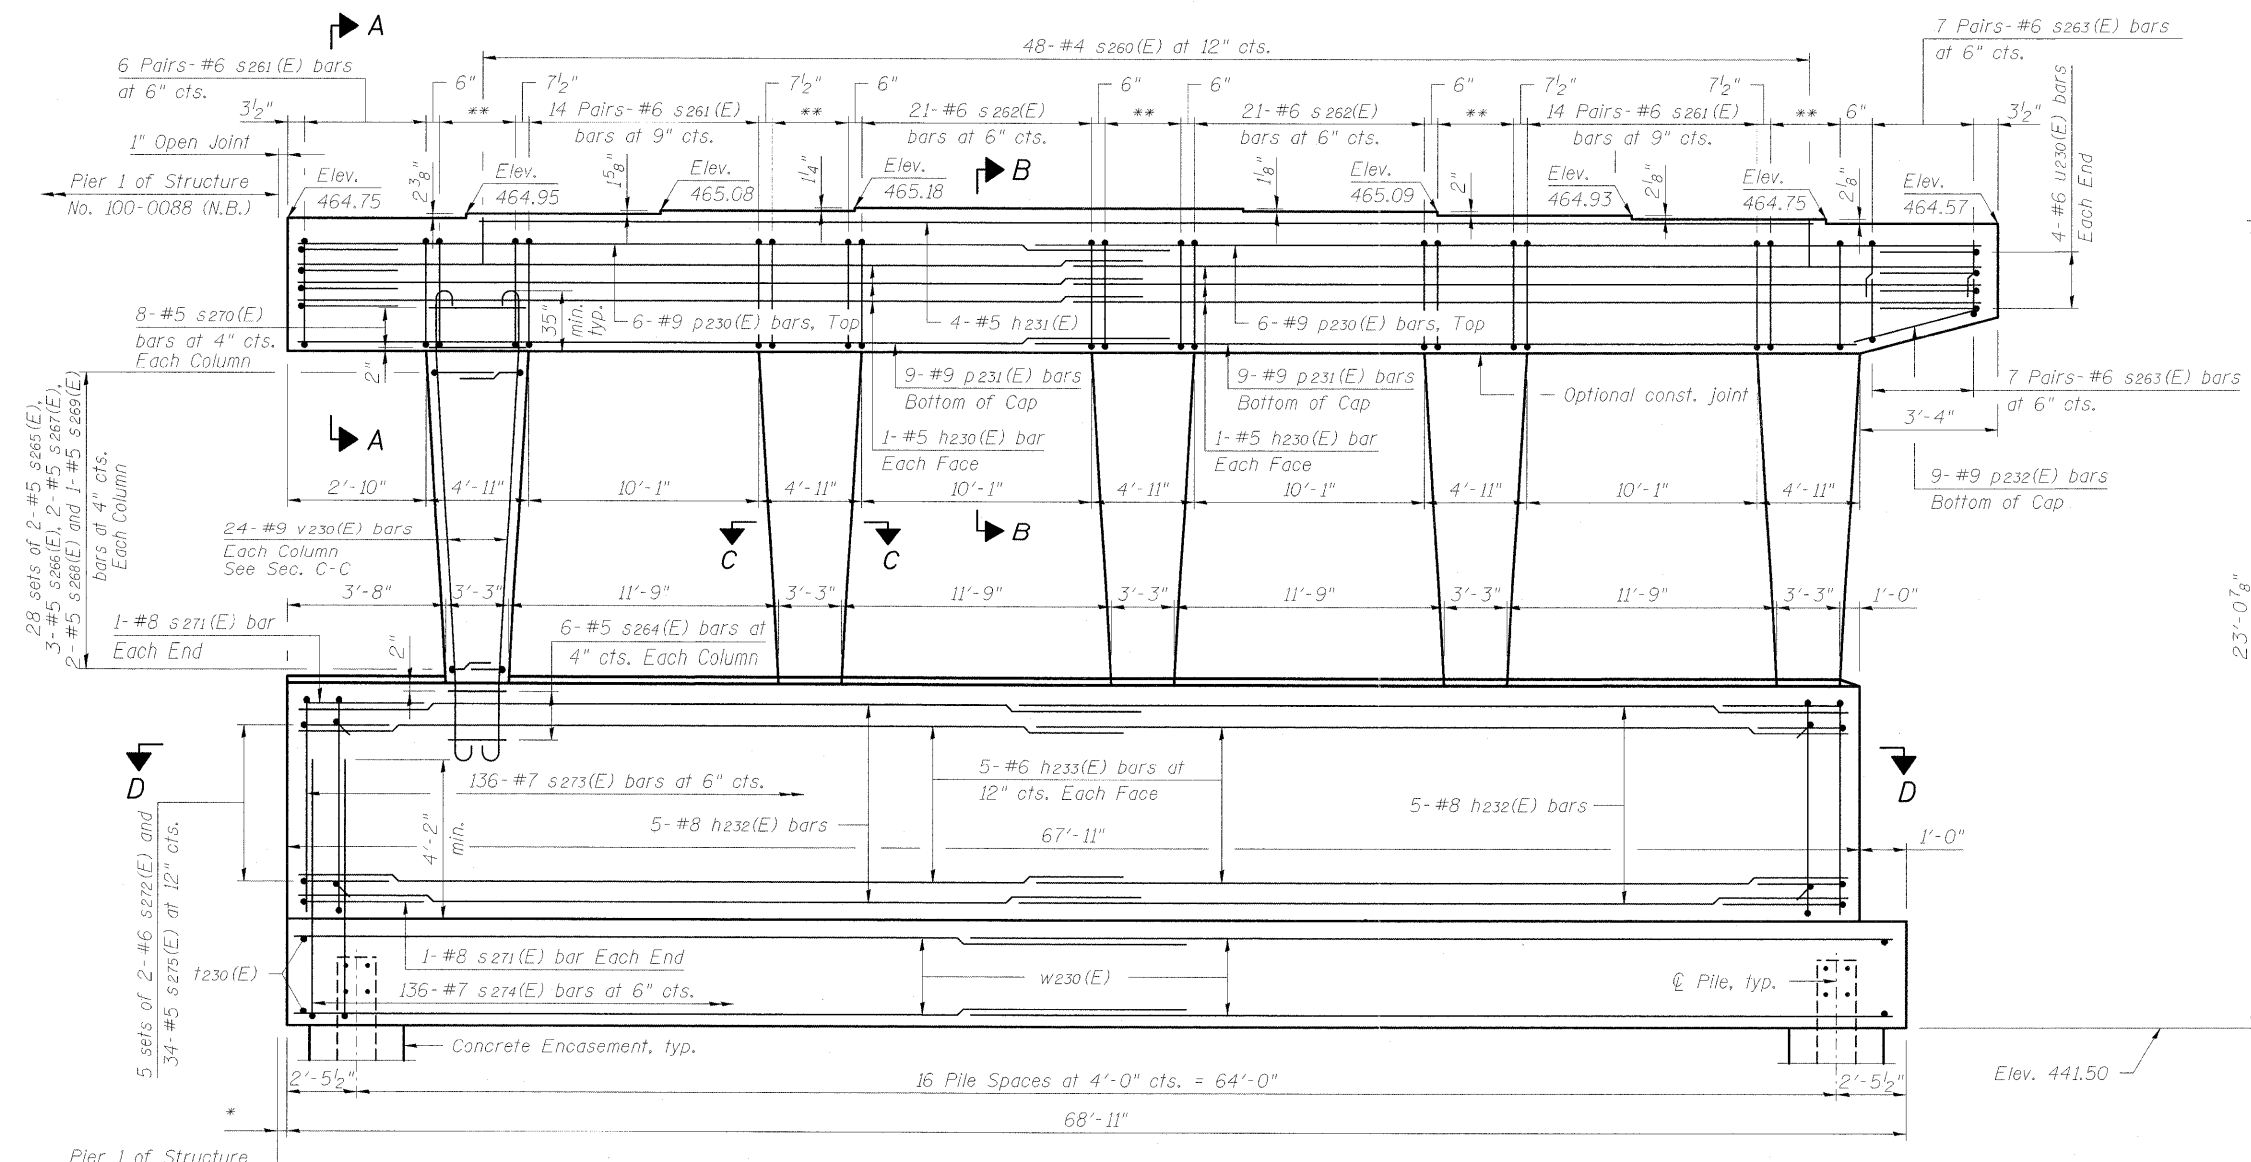 A
48-#4 s260(E) at 12" cts.
7 Pairs-#6 s263(E) bars
at 6" cts.
6 Pairs-#6 s261(E) bars
at 6" cts.
6"
7½"
7½"
6"
6"
6"
6"
7½"
7½"
3½"
**
14 Pairs-#6 s261(E)
bars at 9" cts.
**
21-#6 s262(E)
bars at 6" cts.
**
21-#6 s262(E)
bars at 6" cts.
**
14 Pairs-#6 s261(E)
bars at 9" cts.
**
6"
3½"
4-#6 u230(E) bars
Each End
1" Open Joint
Pier 1 of Structure
No. 100-0088 (N.B.)
Elev.
464.75
2⅜"
Elev.
464.95
1⅝"
Elev.
465.08
1¼"
Elev.
465.18
B
1⅛"
Elev.
465.09
2"
Elev.
464.93
2⅛"
Elev.
464.75
2⅛"
Elev.
464.57
8-#5 s270(E)
bars at 4" cts.
Each Column
2"
35"
min.
typ.
6-#9 p230(E) bars, Top
4-#5 h231(E)
6-#9 p230(E) bars, Top
9-#9 p231(E) bars
Bottom of Cap
9-#9 p231(E) bars
Bottom of Cap
Optional const. joint
7 Pairs-#6 s263(E) bars
at 6" cts.
3'-4"
A
1-#5 h230(E) bar
Each Face
1-#5 h230(E) bar
Each Face
9-#9 p232(E) bars
Bottom of Cap
28 sets of 2-#5 s265(E),
3-#5 s266(E), 2-#5 s267(E),
2-#5 s268(E) and 1-#5 s269(E)
bars at 4" cts.
Each Column
2'-10"
4'-11"
10'-1"
4'-11"
10'-1"
4'-11"
10'-1"
4'-11"
10'-1"
4'-11"
24-#9 v230(E) bars
Each Column
See Sec. C-C
C
C
B
3'-8"
3'-3"
11'-9"
3'-3"
11'-9"
3'-3"
11'-9"
3'-3"
11'-9"
3'-3"
1'-0"
23'-0⅞"
1-#8 s271(E) bar
Each End
2"
6-#5 s264(E) bars at
4" cts. Each Column
D
136-#7 s273(E) bars at 6" cts.
5-#6 h233(E) bars at
12" cts. Each Face
5-#8 h232(E) bars
5-#8 h232(E) bars
D
4'-2"
min.
67'-11"
1'-0"
5 sets of 2-#6 s272(E) and
34-#5 s275(E) at 12" cts.
t230(E)
1-#8 s271(E) bar Each End
136-#7 s274(E) bars at 6" cts.
w230(E)
℄ Pile, typ.
Concrete Encasement, typ.
2'-5½"
16 Pile Spaces at 4'-0" cts. = 64'-0"
2'-5½"
Elev. 441.50
*
68'-11"
Pier 1 of Structure